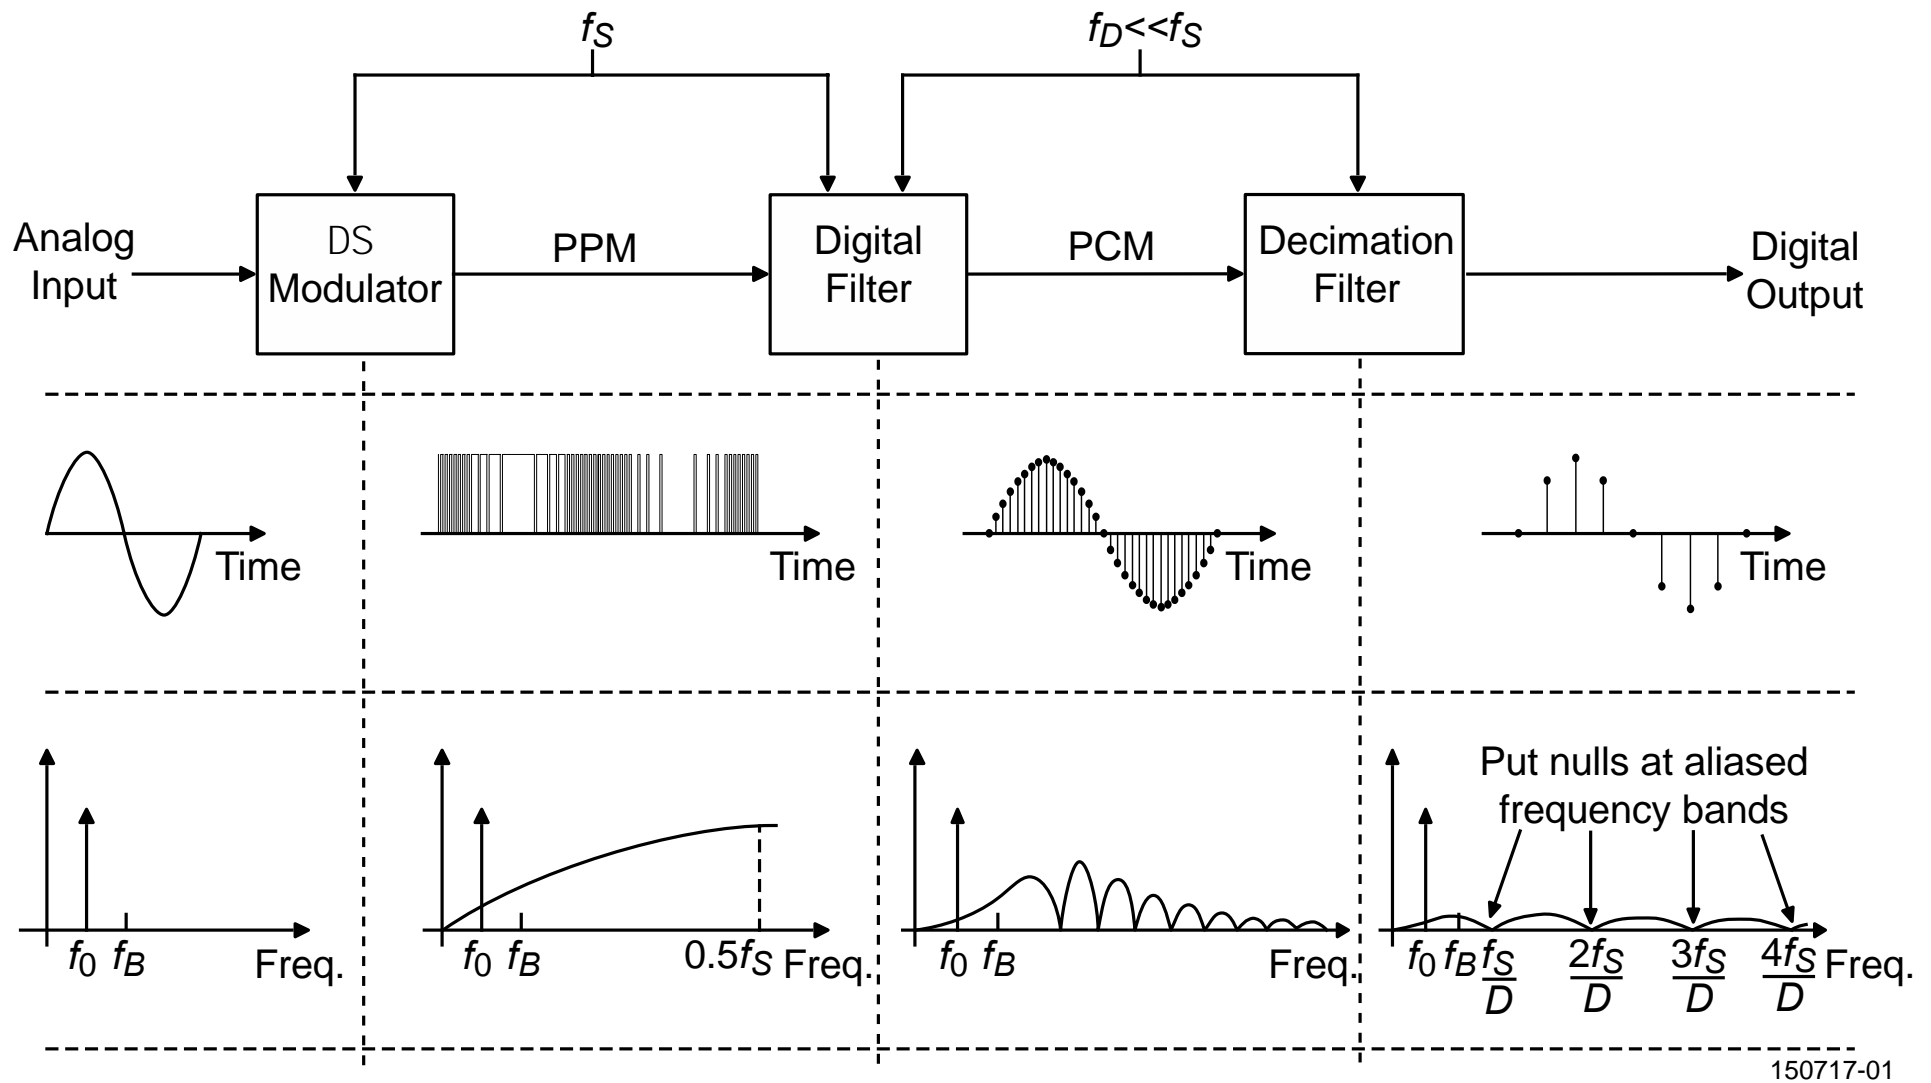 fS
fD<<fS
Analog
Input
DS
Modulator
PPM
Digital
Filter
PCM
Decimation
Filter
Digital
Output
Time
Time
Time
Time
f0
fB
Freq.
f0
fB
0.5fS
Freq.
f0
fB
Freq.
Put nulls at aliased
frequency bands
f0
fB
fS
D
2fS
D
3fS
D
4fS
D
Freq.
150717-01